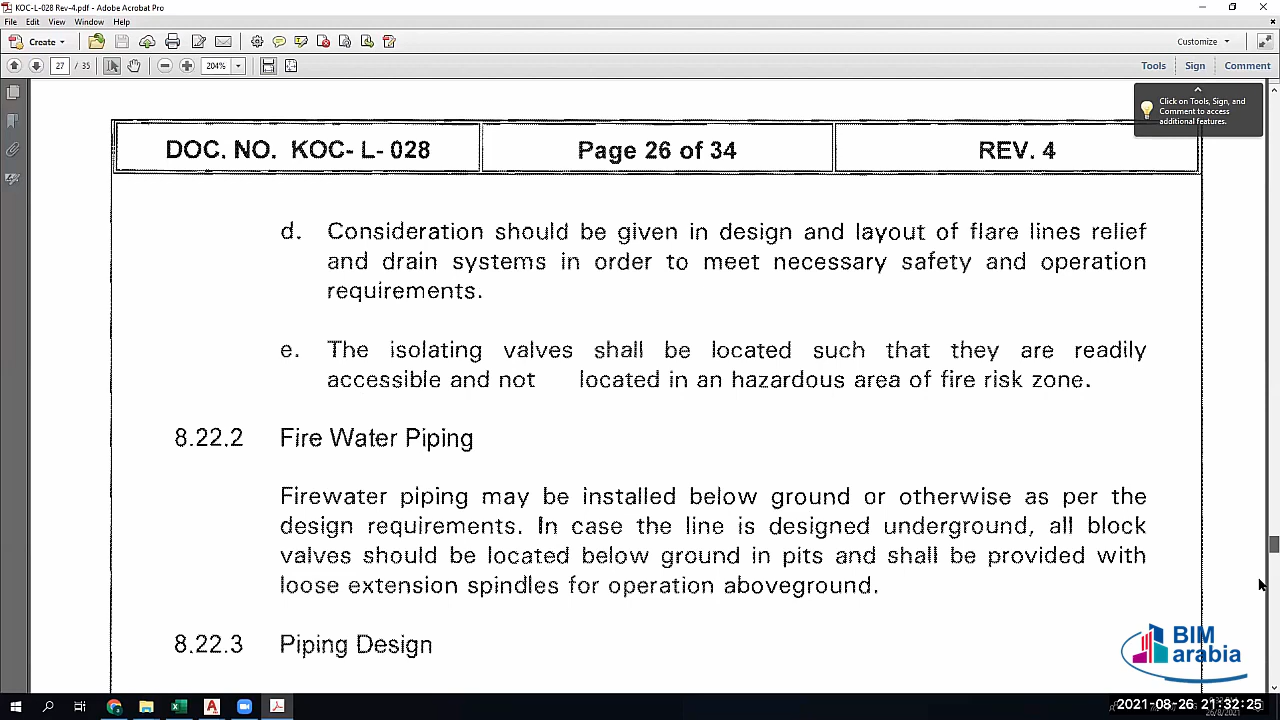 KOC-L-028 Rev-4.pdf - Adobe Acrobat Pro
File Edit View Window Help
Create
Customize
27 / 35
204%
Tools Sign Comment
Click on Tools, Sign, and
Comment to access
additional features.
DOC. NO. KOC- L- 028 Page 26 of 34 REV. 4
d. Consideration should be given in design and layout of flare lines relief
and drain systems in order to meet necessary safety and operation
requirements.
e. The isolating valves shall be located such that they are readily
accessible and not located in an hazardous area of fire risk zone.
8.22.2 Fire Water Piping
Firewater piping may be installed below ground or otherwise as per the
design requirements. In case the line is designed underground, all block
valves should be located below ground in pits and shall be provided with
loose extension spindles for operation aboveground.
8.22.3 Piping Design
BIM
arabia
2021-08-26 21:32:25